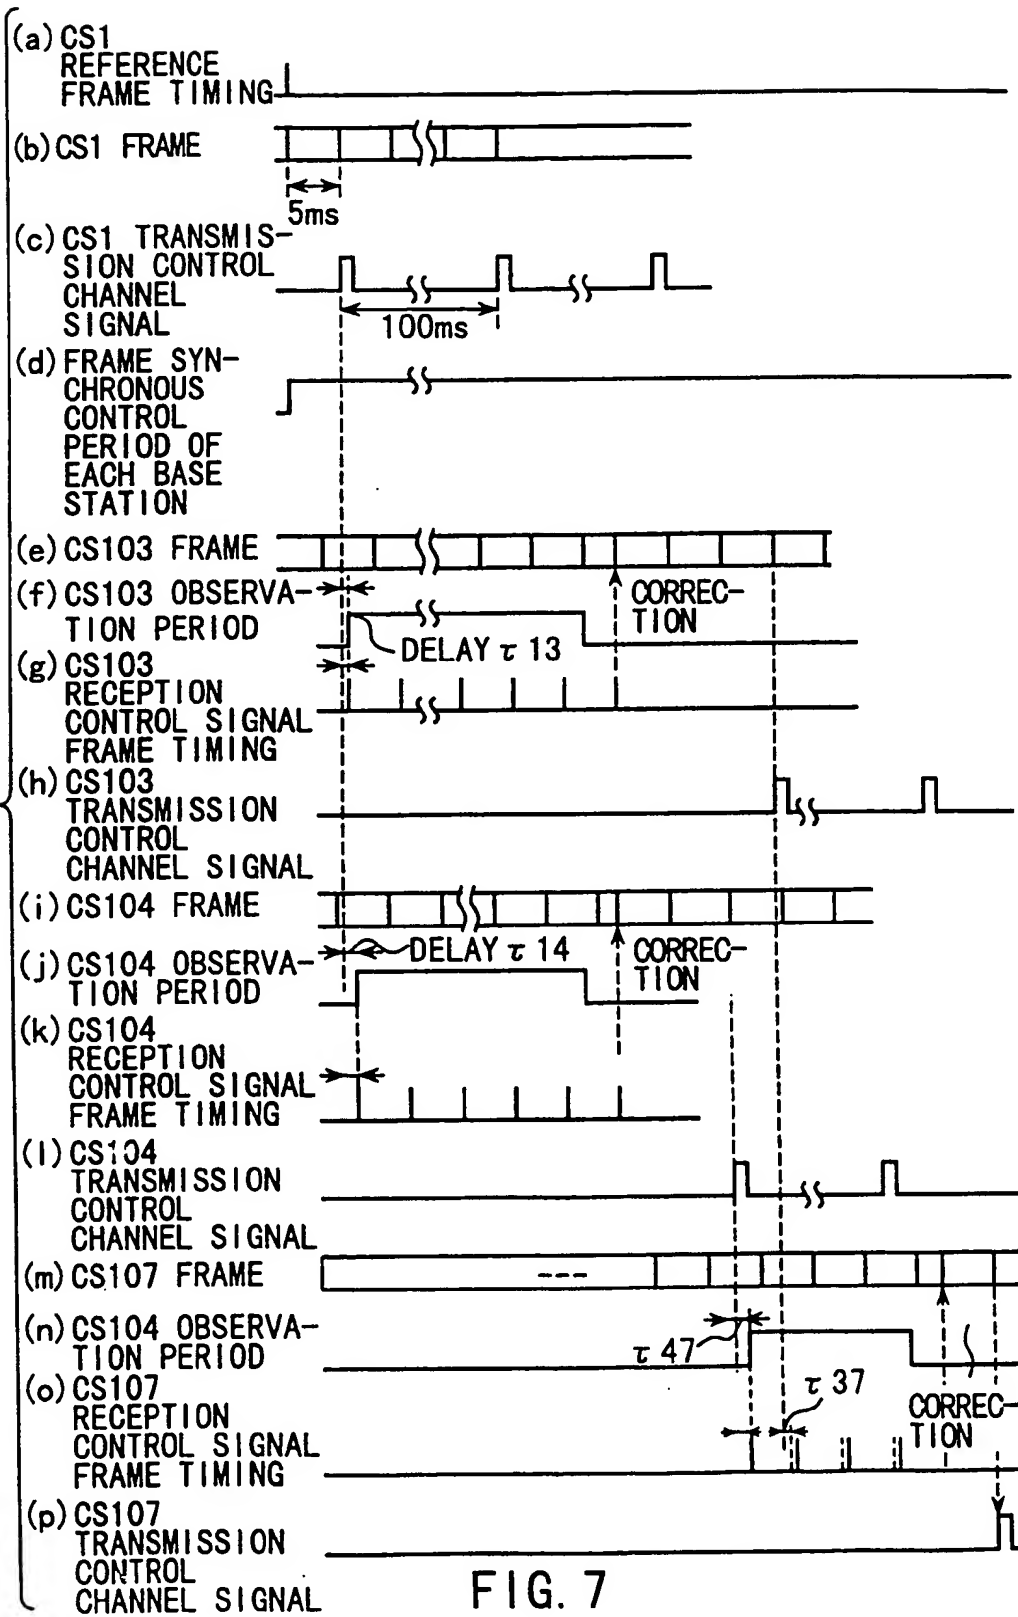 (a) CS1
REFERENCE
FRAME TIMING
(b) CS1 FRAME
5ms
(c) CS1 TRANSMIS-
SION CONTROL
CHANNEL
SIGNAL
100ms
(d) FRAME SYN-
CHRONOUS
CONTROL
PERIOD OF
EACH BASE
STATION
(e) CS103 FRAME
(f) CS103 OBSERVA-
TION PERIOD
CORREC-
TION
DELAY τ 13
(g) CS103
RECEPTION
CONTROL SIGNAL
FRAME TIMING
(h) CS103
TRANSMISSION
CONTROL
CHANNEL SIGNAL
(i) CS104 FRAME
DELAY τ 14
CORREC-
TION
(j) CS104 OBSERVA-
TION PERIOD
(k) CS104
RECEPTION
CONTROL SIGNAL
FRAME TIMING
(l) CS104
TRANSMISSION
CONTROL
CHANNEL SIGNAL
(m) CS107 FRAME
(n) CS104 OBSERVA-
TION PERIOD
τ 47
τ 37
(o) CS107
RECEPTION
CONTROL SIGNAL
FRAME TIMING
CORREC-
TION
(p) CS107
TRANSMISSION
CONTROL
CHANNEL SIGNAL
FIG. 7